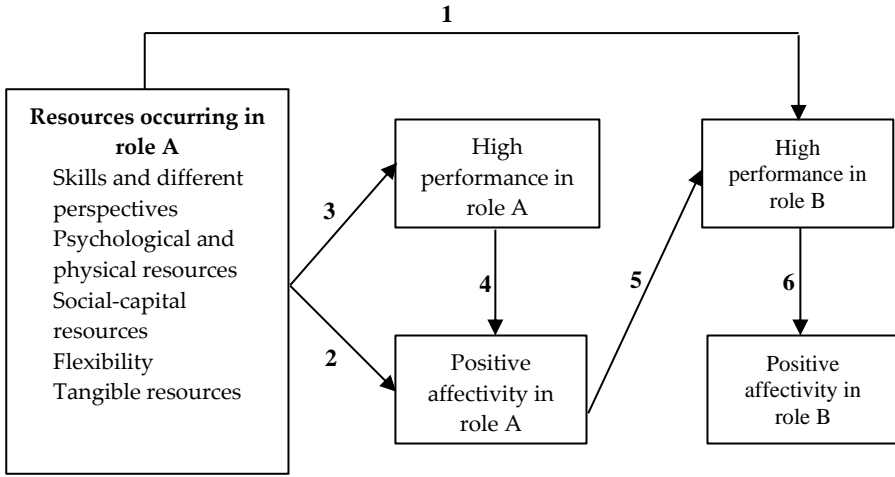 1
Resources occurring in
role A
Skills and different
perspectives
Psychological and
physical resources
Social-capital
resources
Flexibility
Tangible resources
3
2
High
performance in
role A
4
Positive
affectivity in
role A
5
High
performance in
role B
6
Positive
affectivity in
role B